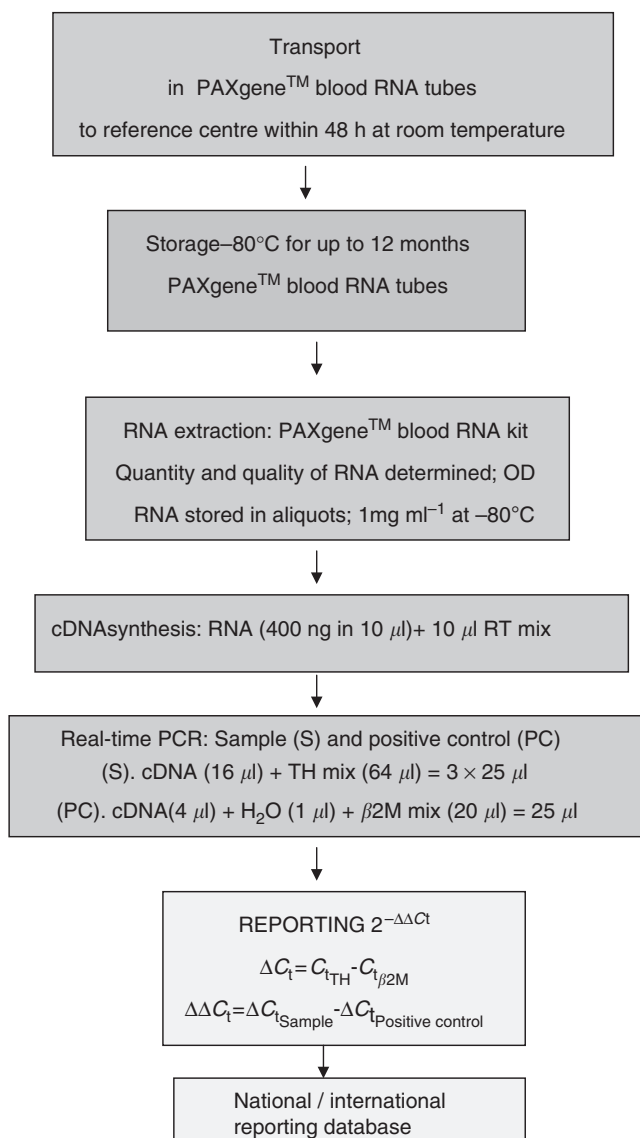 Transport
in PAXgene™ blood RNA tubes
to reference centre within 48 h at room temperature
Storage–80°C for up to 12 months
PAXgene™ blood RNA tubes
RNA extraction: PAXgene™ blood RNA kit
Quantity and quality of RNA determined; OD
RNA stored in aliquots; 1mg ml⁻¹ at –80°C
cDNAsynthesis: RNA (400 ng in 10 μl)+ 10 μl RT mix
Real-time PCR: Sample (S) and positive control (PC)
(S). cDNA (16 μl) + TH mix (64 μl) = 3 × 25 μl
(PC). cDNA(4 μl) + H₂O (1 μl) + β2M mix (20 μl) = 25 μl
REPORTING 2^−ΔΔCt
ΔCt = CtTH-Ctβ2M
ΔΔCt = ΔCtSample-ΔCtPositive control
National / international
reporting database